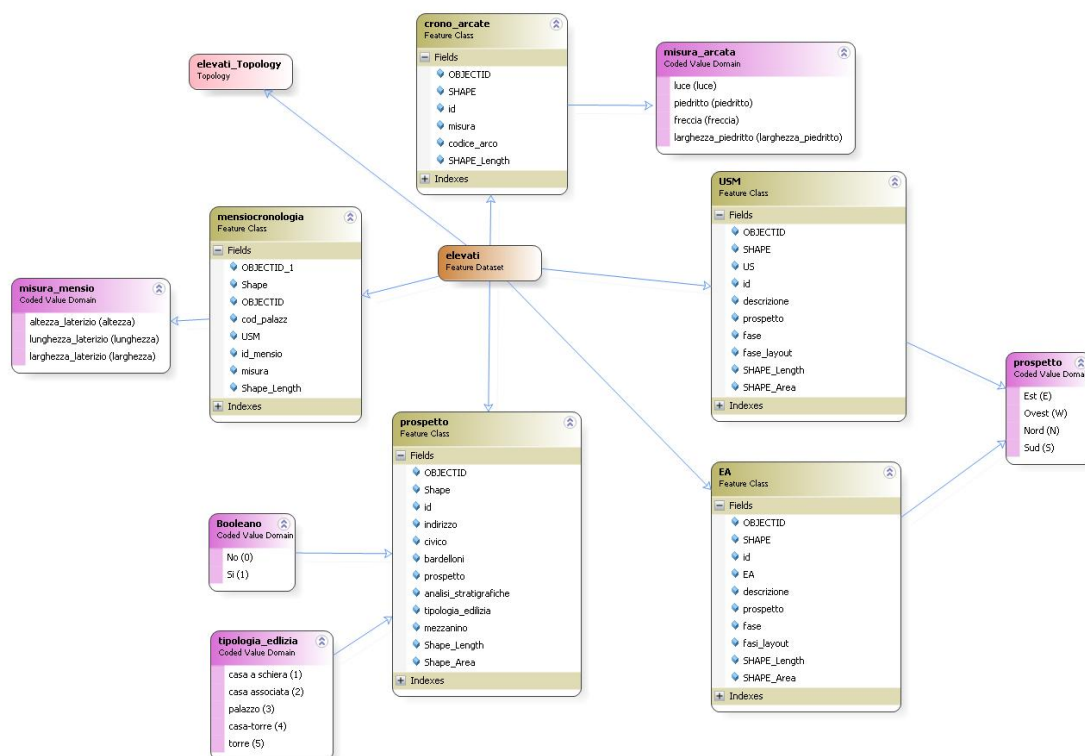 crono_arcate
Feature Class
Fields
OBJECTID
SHAPE
id
misura
codice_arco
SHAPE_Length
Indexes
elevati_Topology
Topology
misura_arcata
Coded Value Domain
luce (luce)
piedritto (piedritto)
freccia (freccia)
larghezza_piedritto (larghezza_piedritto)
USM
Feature Class
Fields
OBJECTID
SHAPE
US
id
descrizione
prospetto
fase
fase_layout
SHAPE_Length
SHAPE_Area
Indexes
mensiocronologia
Feature Class
Fields
OBJECTID_1
Shape
OBJECTID
cod_palazz
USM
id_mensio
misura
Shape_Length
Indexes
elevati
Feature Dataset
misura_mensio
Coded Value Domain
altezza_laterizio (altezza)
lunghezza_laterizio (lunghezza)
larghezza_laterizio (larghezza)
prospetto
Coded Value Domain
Est (E)
Ovest (W)
Nord (N)
Sud (S)
prospetto
Feature Class
Fields
OBJECTID
Shape
id
indirizzo
civico
bardelloni
prospetto
analisi_stratigrafiche
tipologia_edilizia
mezzanino
Shape_Length
Shape_Area
Indexes
EA
Feature Class
Fields
OBJECTID
SHAPE
id
EA
descrizione
prospetto
fase
fasi_layout
SHAPE_Length
SHAPE_Area
Indexes
Booleano
Coded Value Domain
No (0)
Si (1)
tipologia_edlizia
Coded Value Domain
casa a schiera (1)
casa associata (2)
palazzo (3)
casa-torre (4)
torre (5)